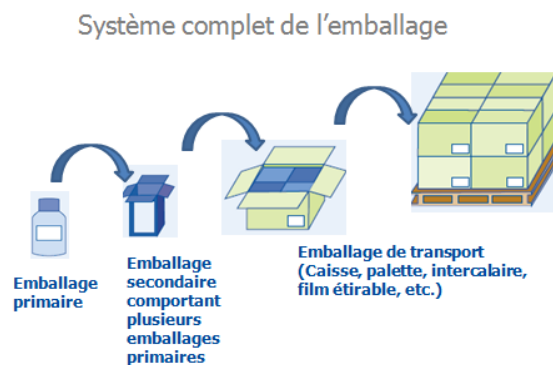 Système complet de l'emballage
Emballage
primaire
Emballage
secondaire
comportant
plusieurs
emballages
primaires
Emballage de transport
(Caisse, palette, intercalaire,
film étirable, etc.)